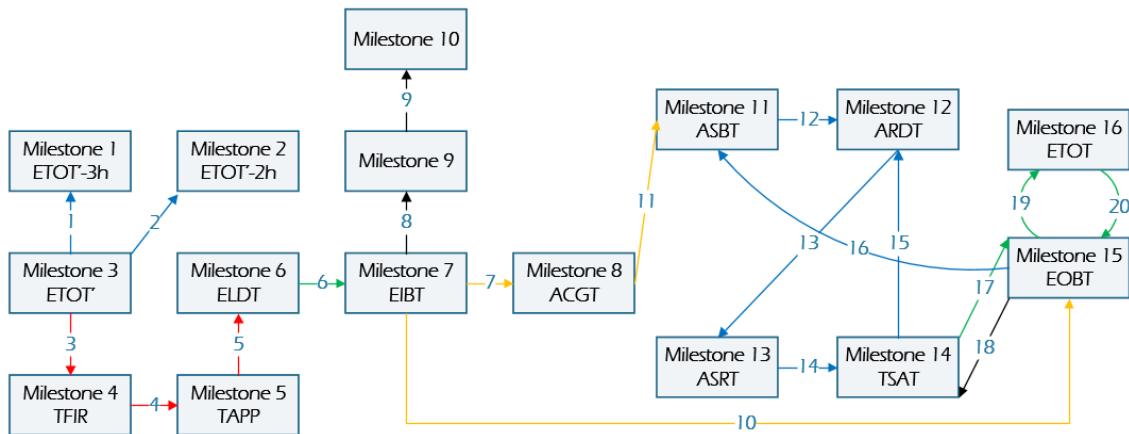 Milestone 10
9
Milestone 1
ETOT'-3h
Milestone 2
ETOT'-2h
Milestone 9
Milestone 11
ASBT
12
Milestone 12
ARDT
Milestone 16
ETOT
1
2
8
11
13
16
15
19
20
Milestone 3
ETOT'
Milestone 6
ELDT
6
Milestone 7
EIBT
7
Milestone 8
ACGT
17
Milestone 15
EOBT
3
5
18
Milestone 4
TFIR
4
Milestone 5
TAPP
Milestone 13
ASRT
14
Milestone 14
TSAT
10